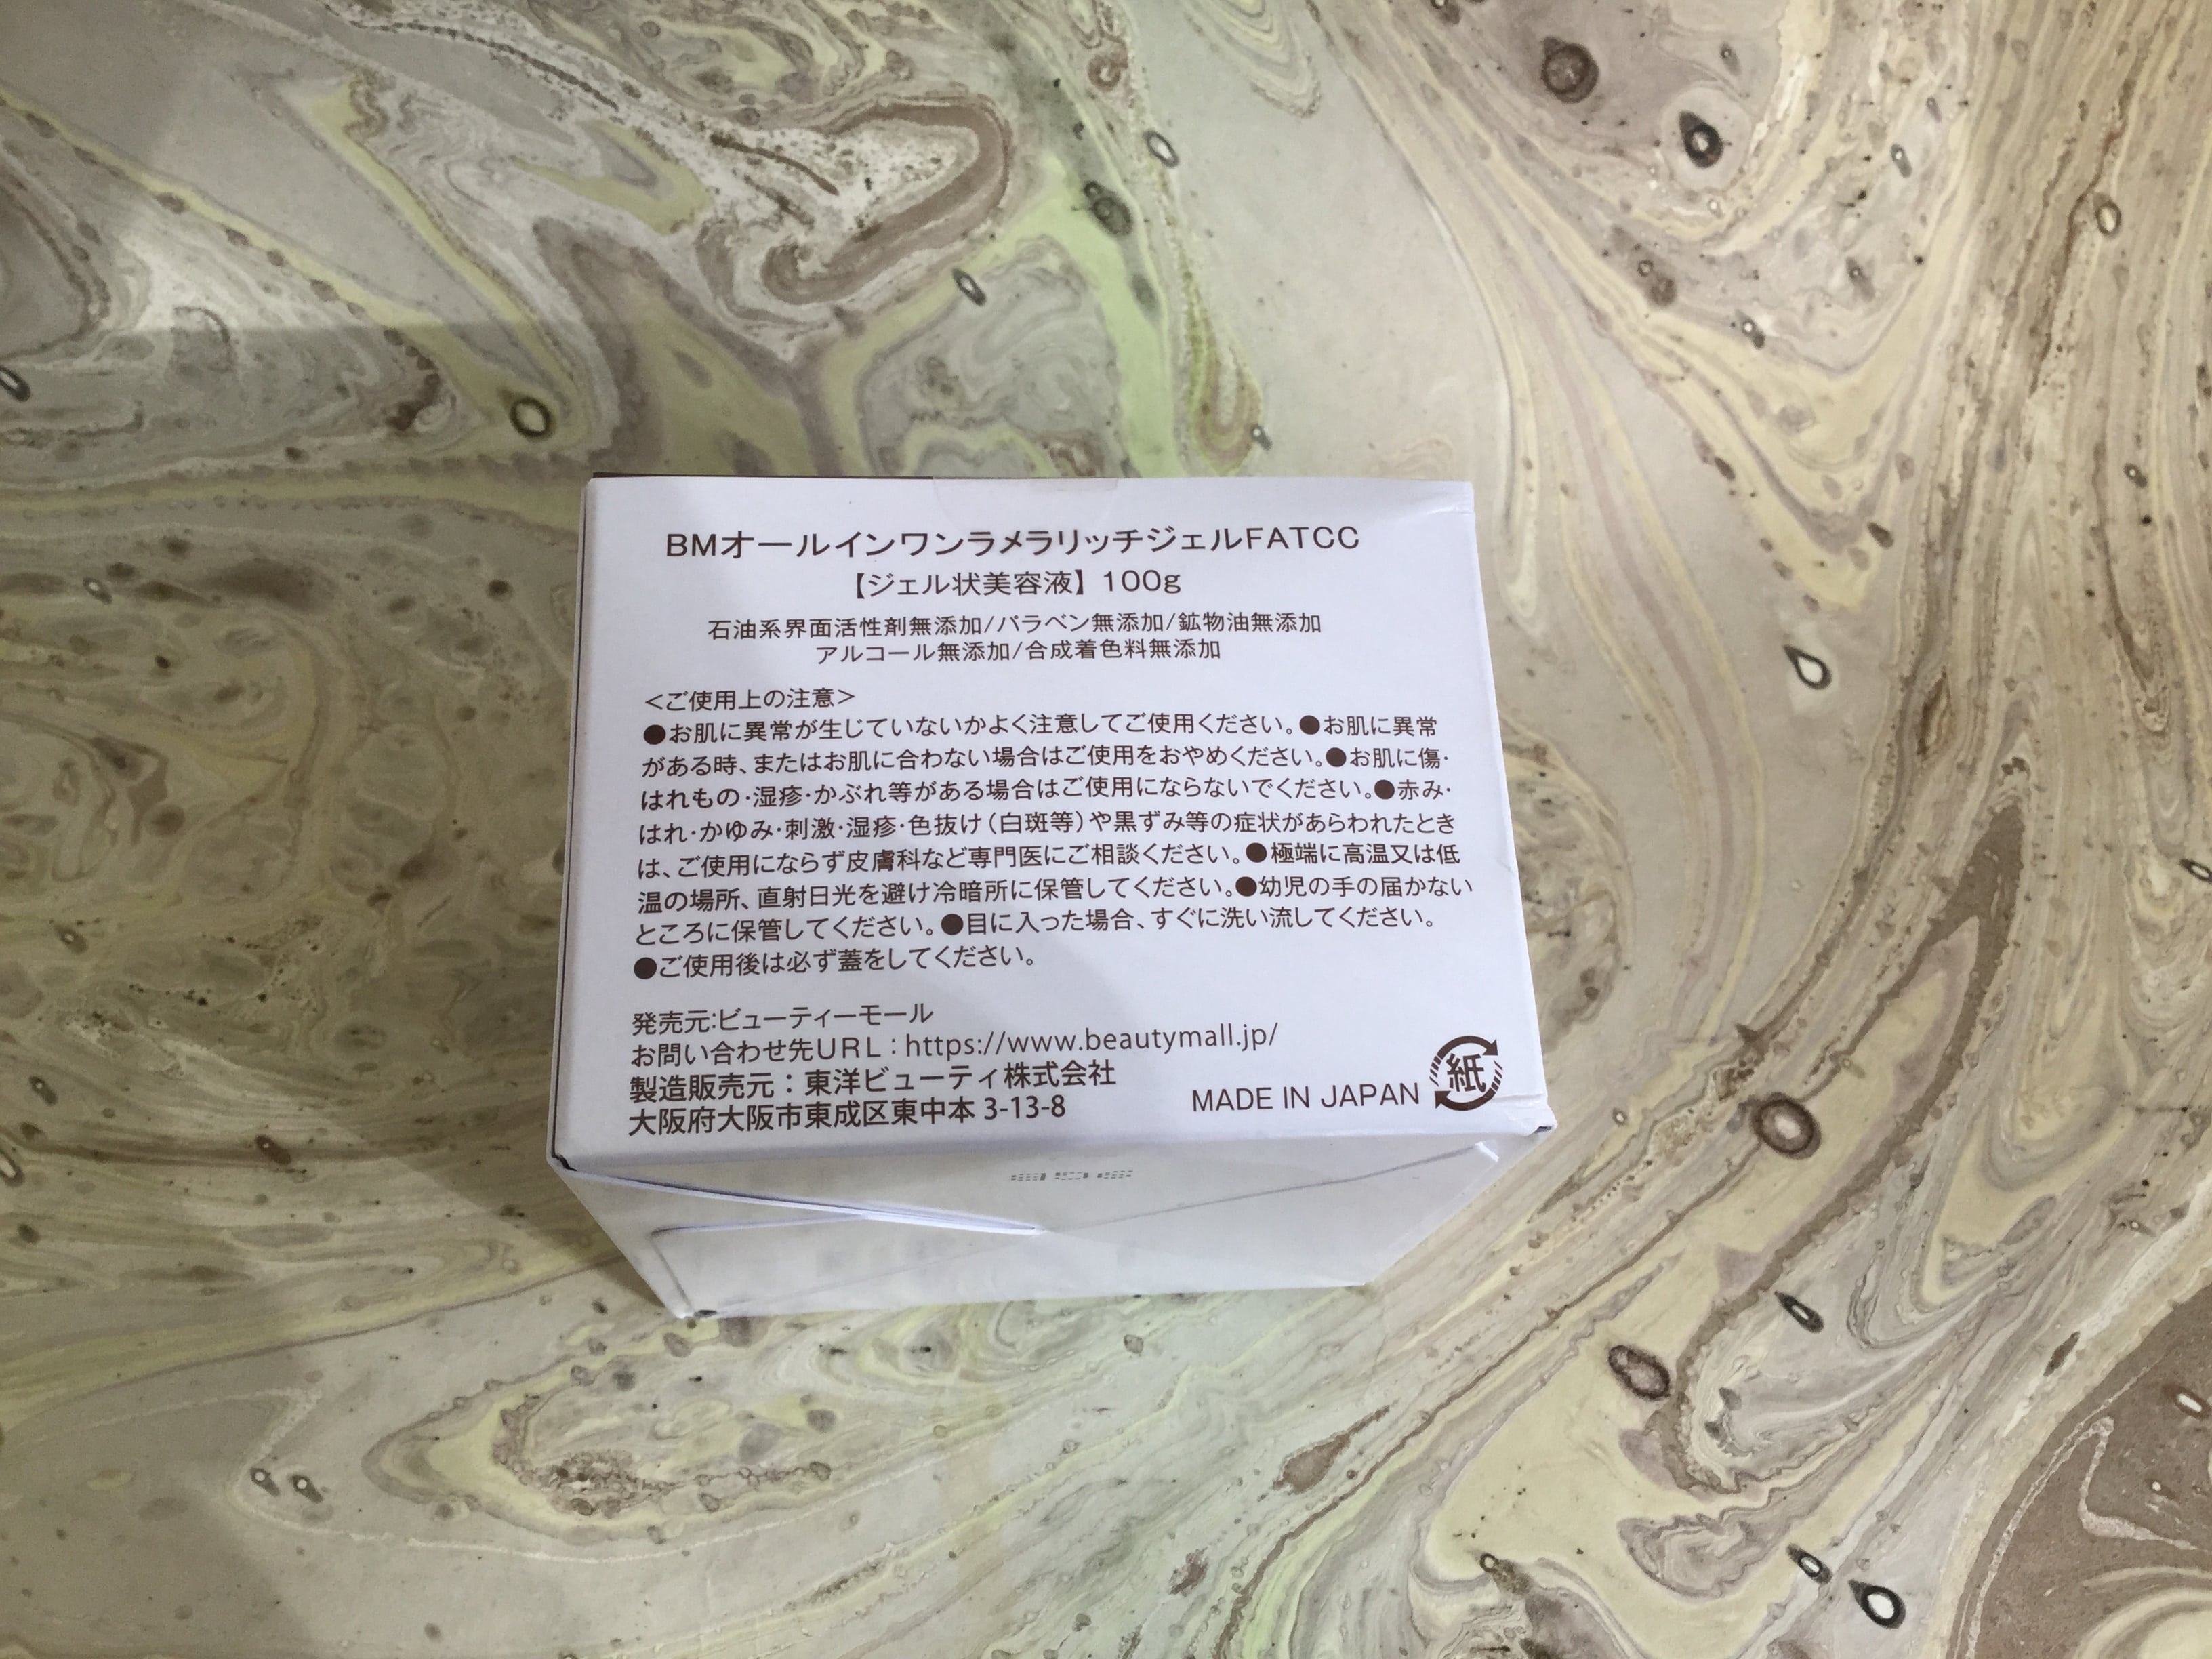 BMオールインワンラメラリッチジェルFATCC
【ジェル状美容液】100g
石油系界面活性剤無添加/パラベン無添加/鉱物油無添加
アルコール無添加/合成着色料無添加
＜ご使用上の注意＞
●お肌に異常が生じていないかよく注意してご使用ください。●お肌に異常
がある時、またはお肌に合わない場合はご使用をおやめください。●お肌に傷・
はれもの・湿疹・かぶれ等がある場合はご使用にならないでください。●赤み・
はれ・かゆみ・刺激・湿疹・色抜け（白斑等）や黒ずみ等の症状があらわれたとき
は、ご使用にならず皮膚科など専門医にご相談ください。●極端に高温又は低
温の場所、直射日光を避け冷暗所に保管してください。●幼児の手の届かない
ところに保管してください。●目に入った場合、すぐに洗い流してください。
●ご使用後は必ず蓋をしてください。
発売元:ビューティーモール
お問い合わせ先URL：https://www.beautymall.jp/
製造販売元：東洋ビューティ株式会社
大阪府大阪市東成区東中本 3-13-8
MADE IN JAPAN
紙